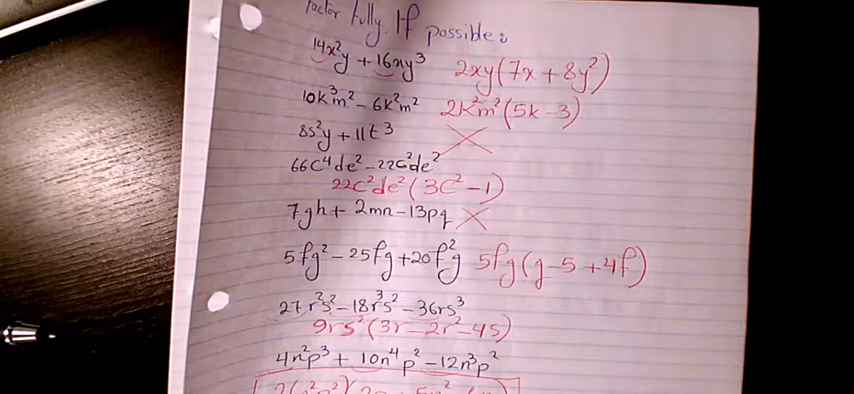 factor fully. If possible:
14x²y + 16xy³ 2xy(7x + 8y²)
10k³m² - 6k²m² 2k²m²(5k - 3)
8s²y + 11t³ ✗
66c⁴de² - 22c²de²
22c²de²(3c² - 1)
7gh + 2mn - 13pq ✗
5fg² - 25fg + 20f²g 5fg(g - 5 + 4f)
27r²s² - 18r³s² - 36rs³
9rs²(3r - 2r² - 4s)
4n²p³ + 10n⁴p² - 12n³p²